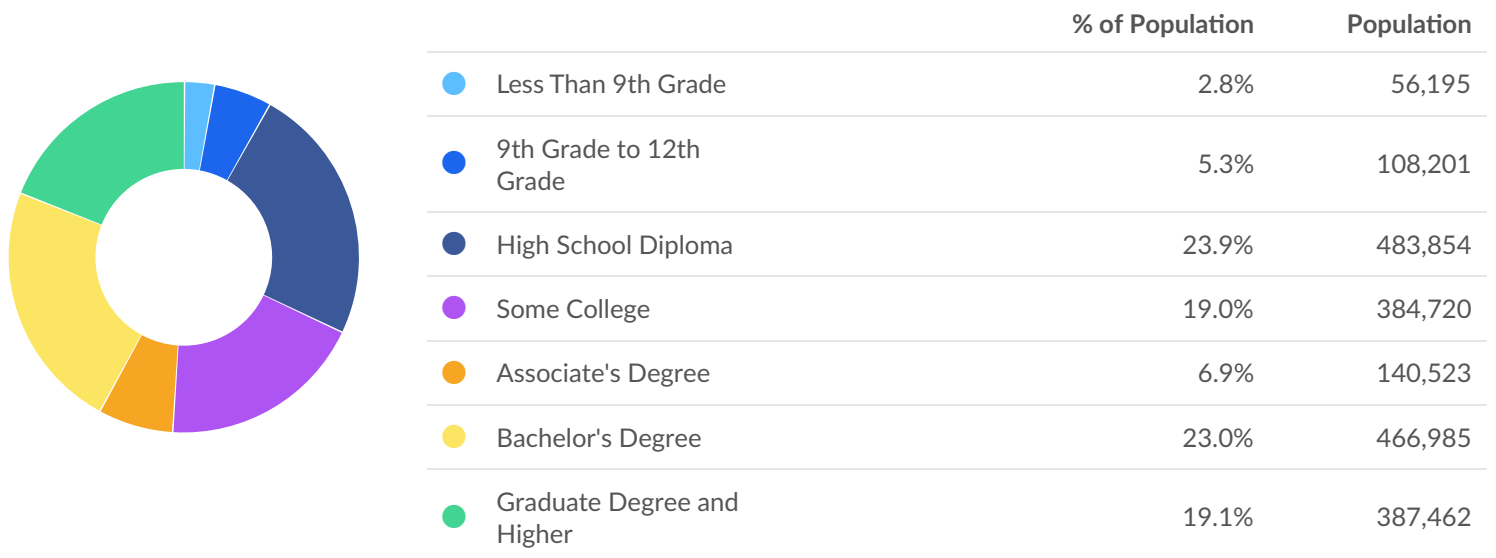 % of Population Population
Less Than 9th Grade 2.8% 56,195
9th Grade to 12th
Grade 5.3% 108,201
High School Diploma 23.9% 483,854
Some College 19.0% 384,720
Associate's Degree 6.9% 140,523
Bachelor's Degree 23.0% 466,985
Graduate Degree and
Higher 19.1% 387,462